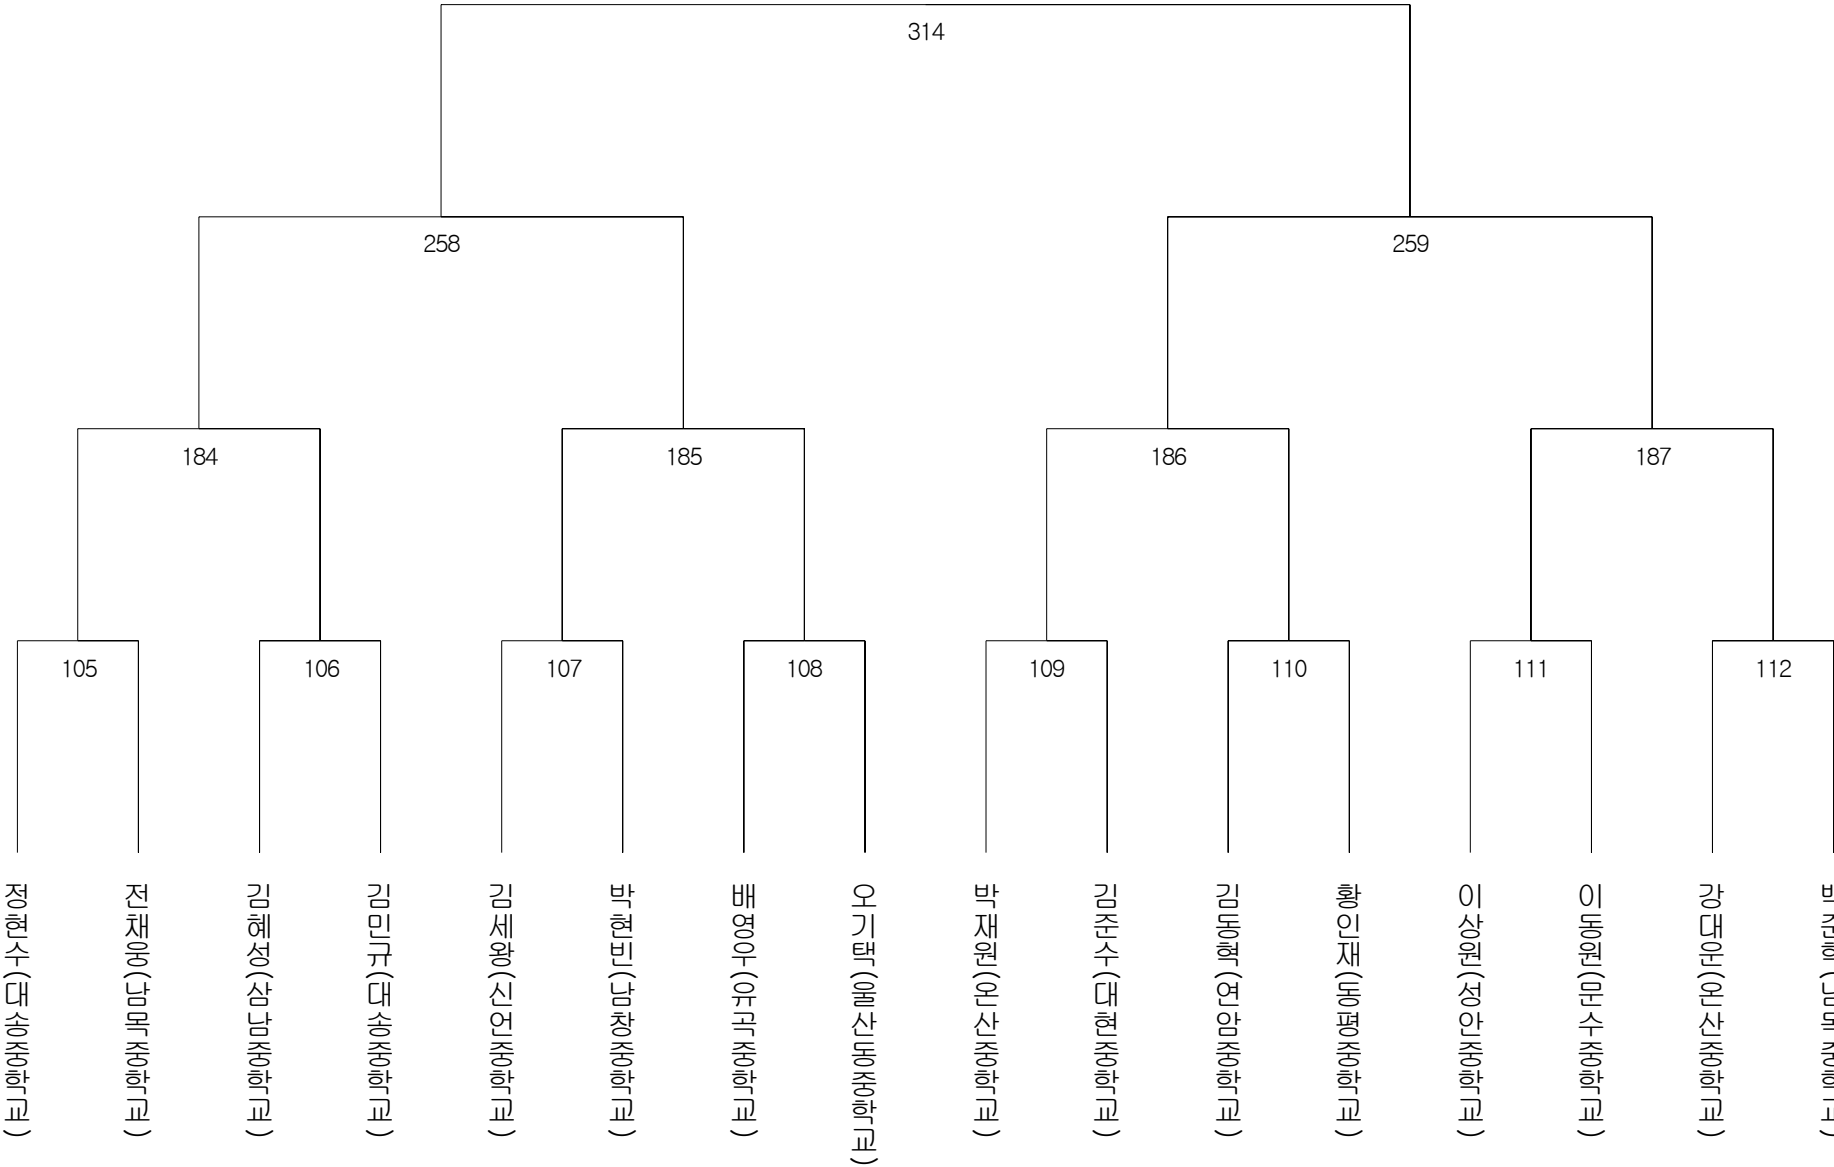 314
258
259
184
185
186
187
105
106
107
108
109
110
111
112
정현수(대송중학교)
전채웅(남목중학교)
김혜성(삼남중학교)
김민규(대송중학교)
김세왕(신언중학교)
박현빈(남창중학교)
배영우(유곡중학교)
오기택(울산동중학교)
박재원(온산중학교)
김준수(대현중학교)
김동혁(연암중학교)
황인재(동평중학교)
이상원(성안중학교)
이동원(문수중학교)
강대운(온산중학교)